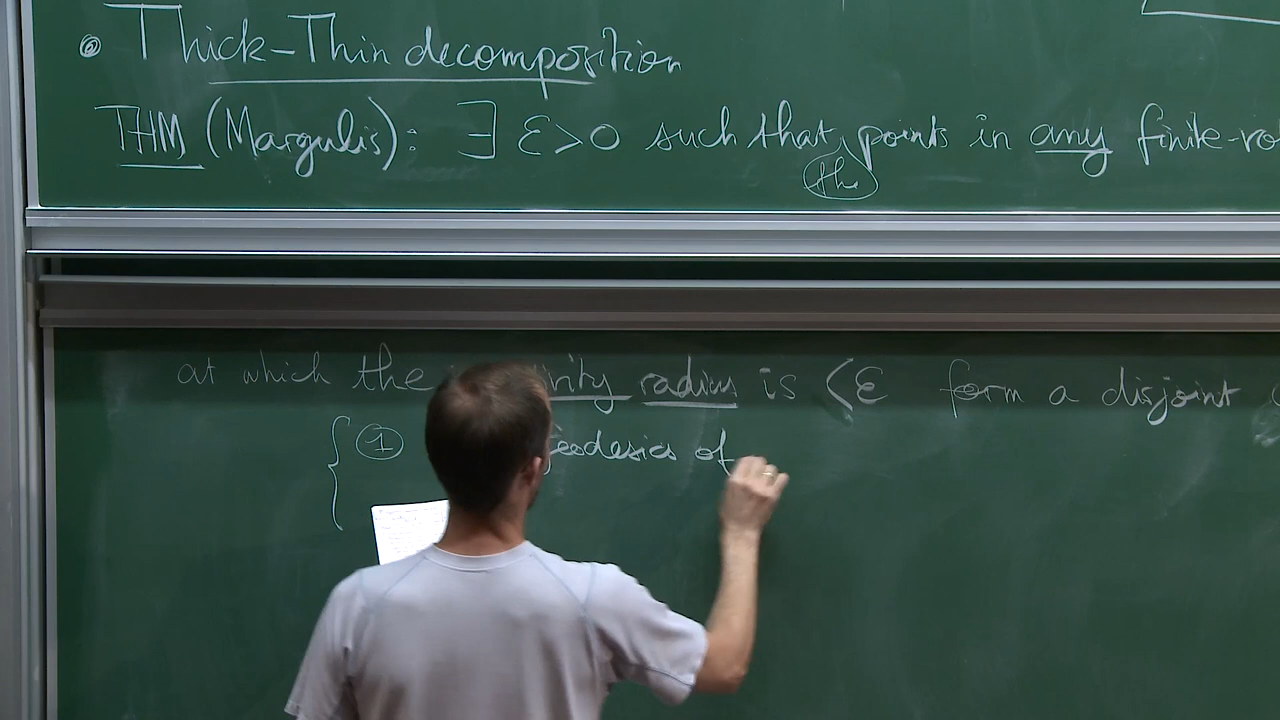 Thick-Thin decomposition
THM (Margulis): ∃ ε>0 such that, points in any finite-vo
the
at which the radius is <ε form a disjoint
{ ① geodesics of